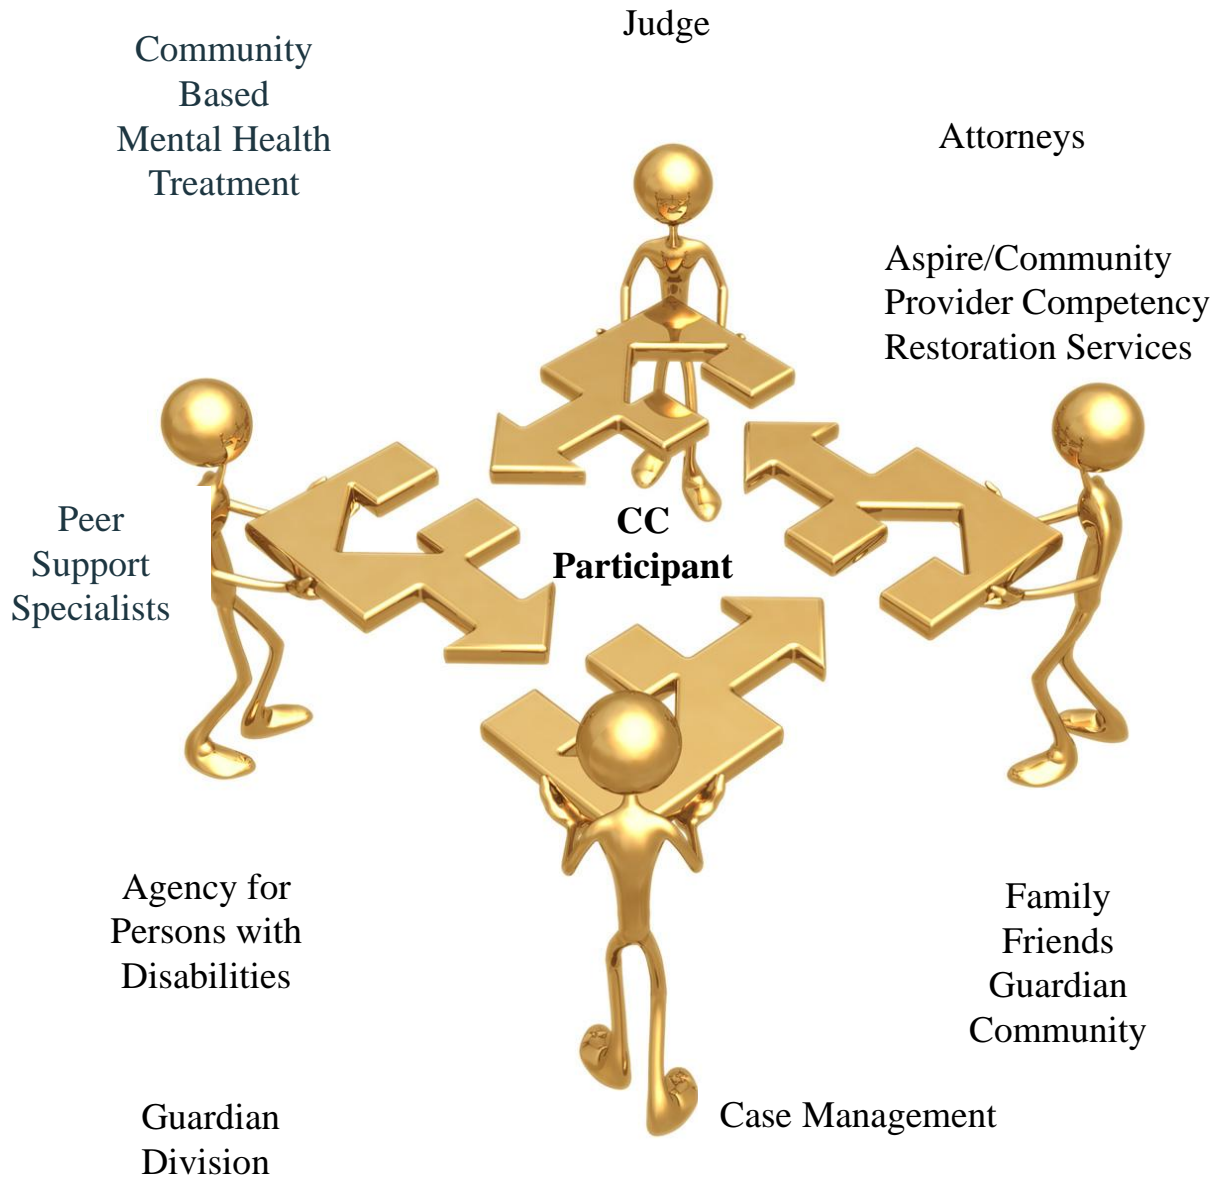 Judge
Community
Based
Mental Health
Treatment
Attorneys
Aspire/Community
Provider Competency
Restoration Services
Peer
Support
Specialists
CC
Participant
Agency for
Persons with
Disabilities
Family
Friends
Guardian
Community
Guardian
Division
Case Management